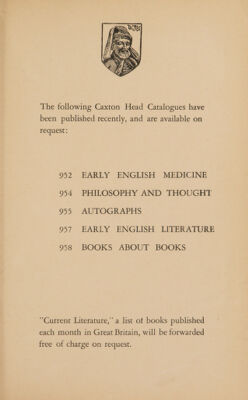 The following Caxton Head Catalogues have
been published recently, and are available on
request:
952 EARLY ENGLISH MEDICINE
954 PHILOSOPHY AND THOUGHT
955 AUTOGRAPHS
957 EARLY ENGLISH LITERATURE
958 BOOKS ABOUT BOOKS
"Current Literature," a list of books published
each month in Great Britain, will be forwarded
free of charge on request.